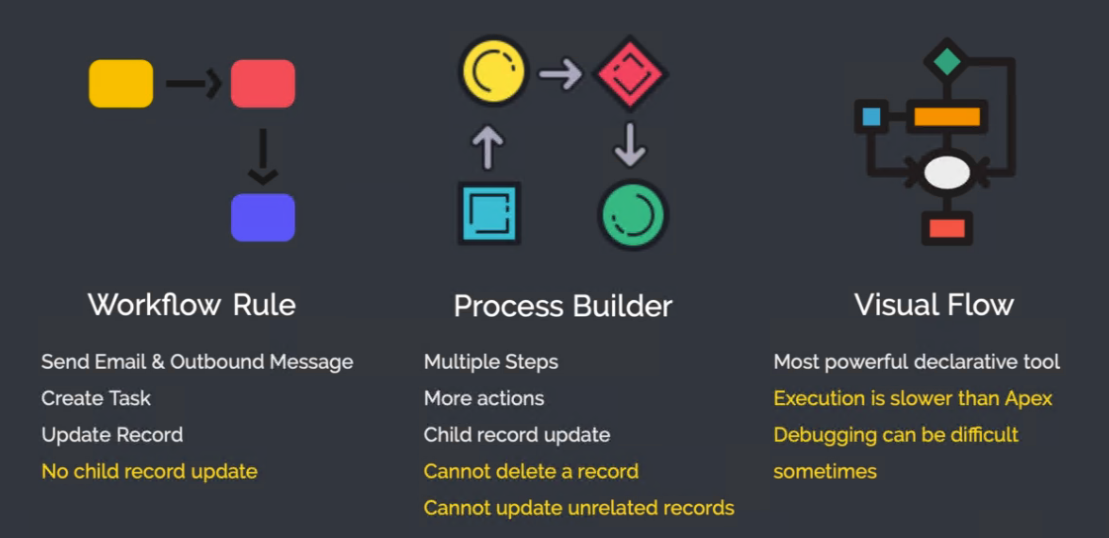 Workflow Rule
Send Email & Outbound Message
Create Task
Update Record
No child record update
Process Builder
Multiple Steps
More actions
Child record update
Cannot delete a record
Cannot update unrelated records
Visual Flow
Most powerful declarative tool
Execution is slower than Apex
Debugging can be difficult
sometimes